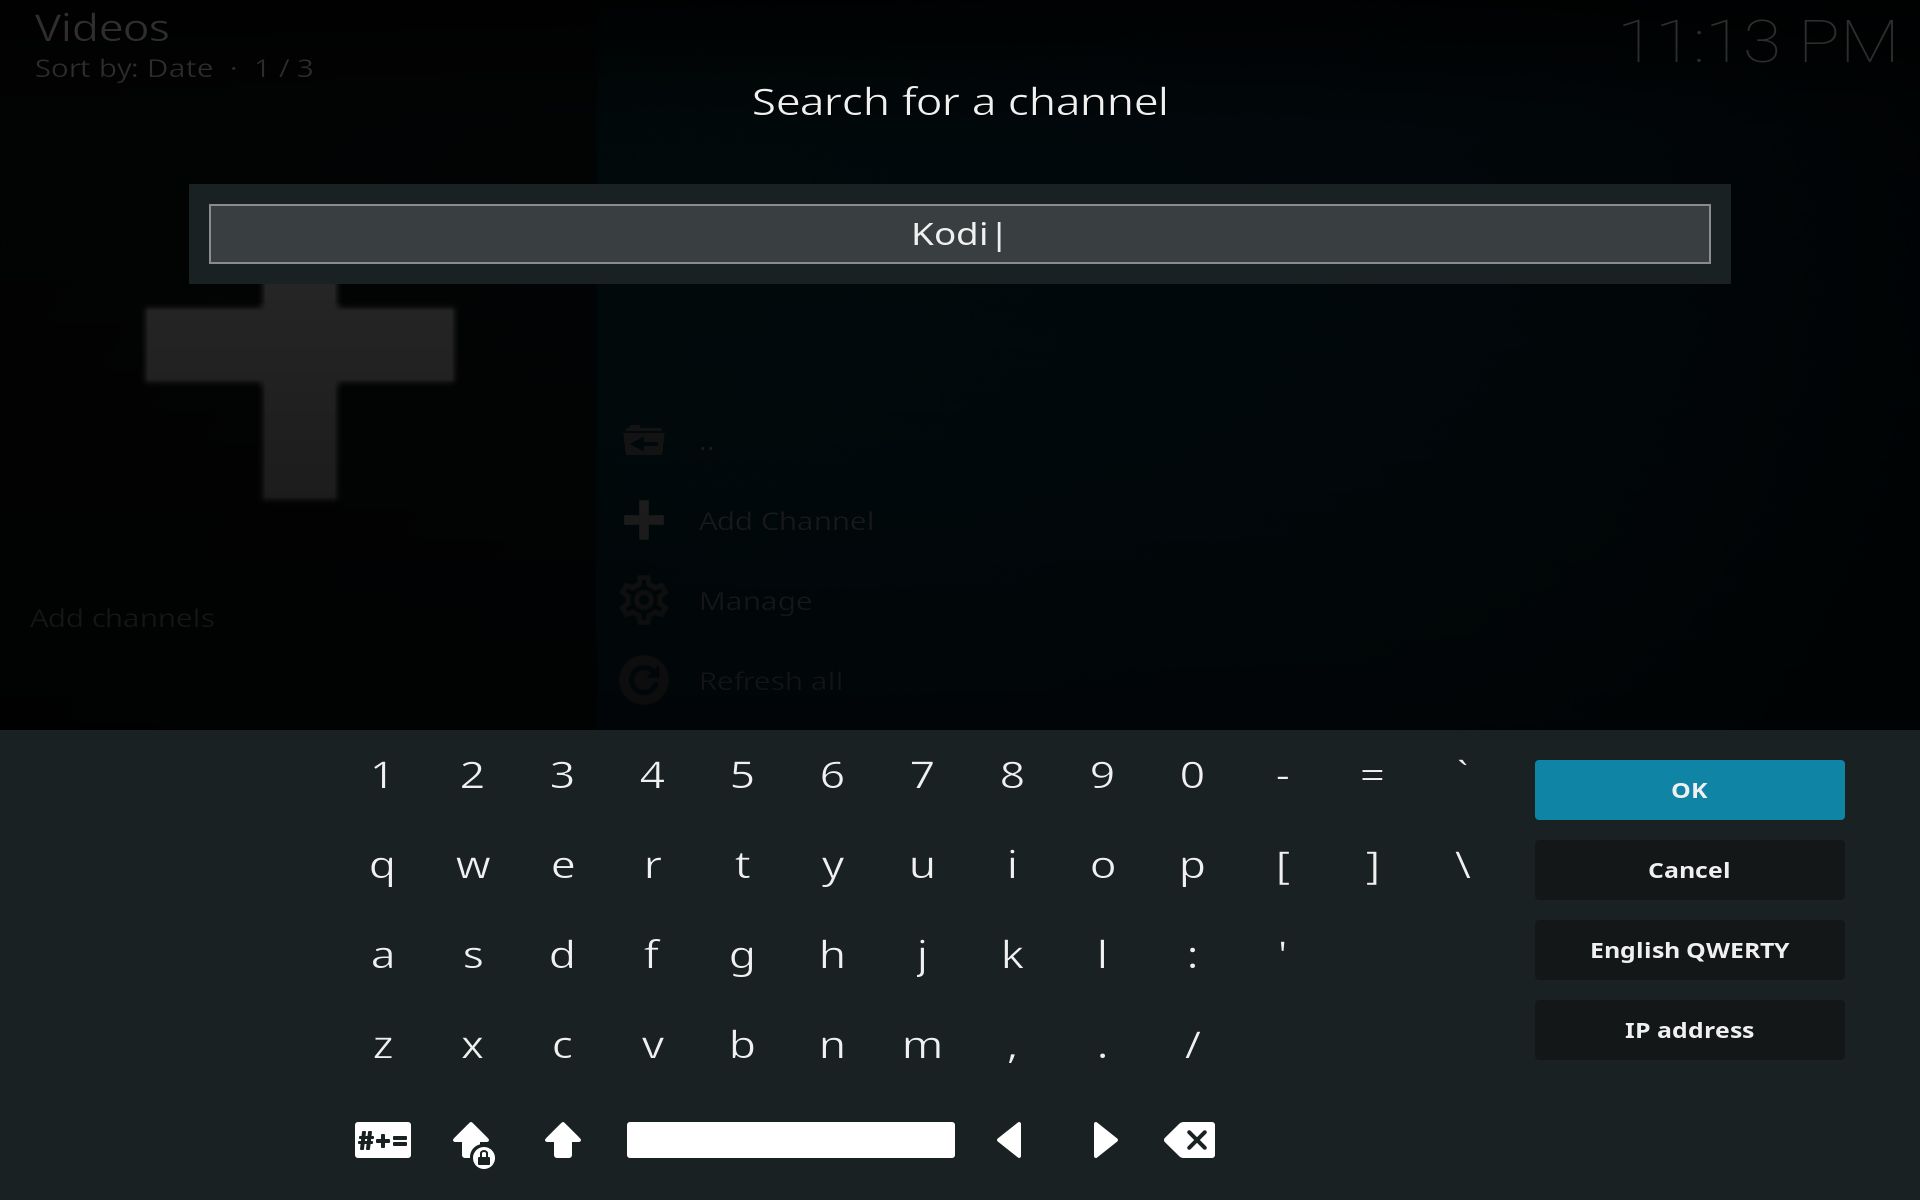 Videos
Sort by: Date · 1 / 3
11:13 PM
Search for a channel
Kodi
..
Add Channel
Manage
Refresh all
Add channels
1 2 3 4 5 6 7 8 9 0 - = `
q w e r t y u i o p [ ] \
a s d f g h j k l : '
z x c v b n m , . /
#+=
OK
Cancel
English QWERTY
IP address